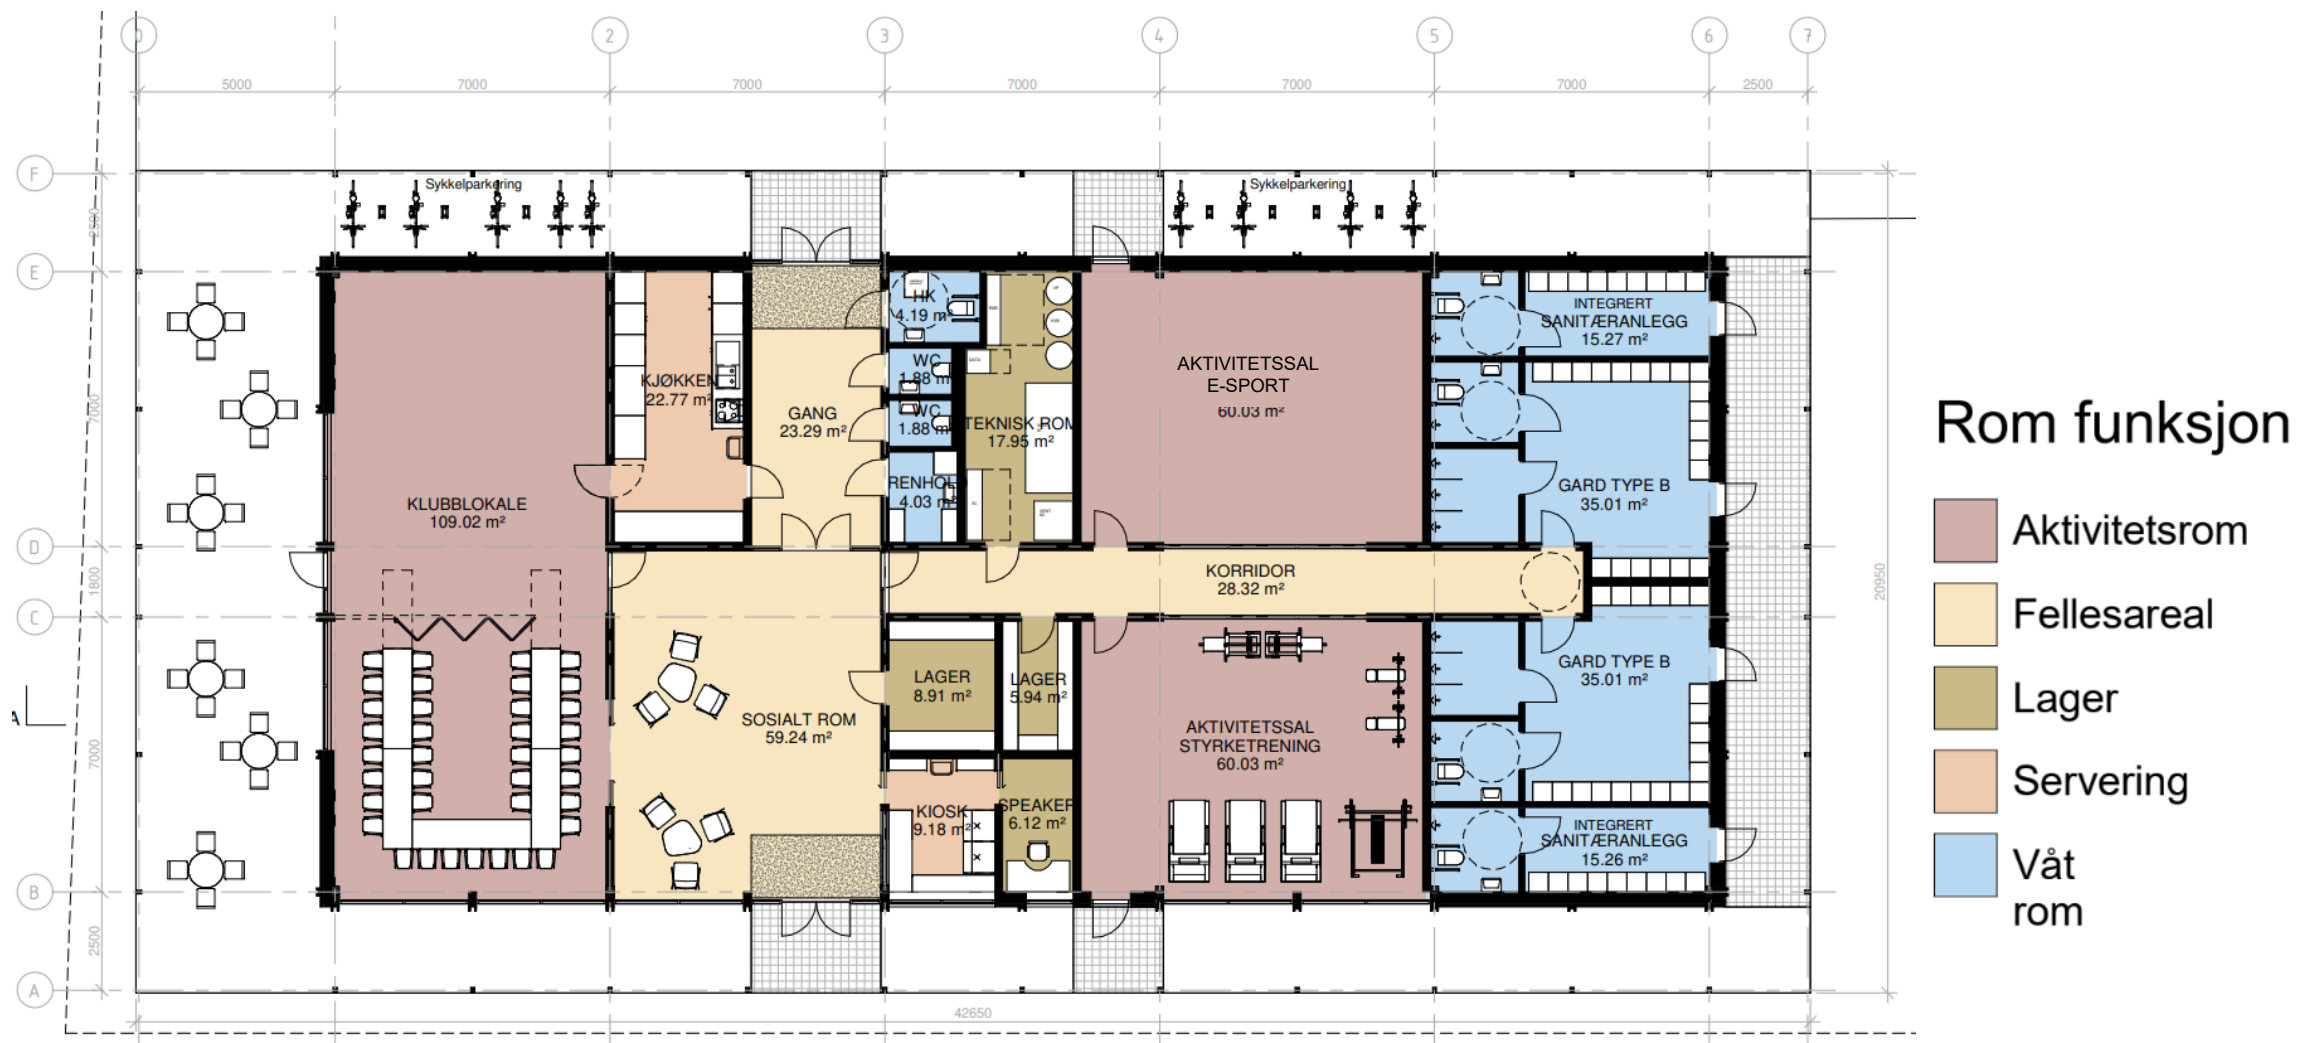 0
2
3
4
5
6
7
5000
7000
7000
7000
7000
7000
2500
F
E
D
C
B
A
2500
7000
1800
7000
2500
20950
42650
A
Sykkelparkering
Sykkelparkering
KLUBBLOKALE
109.02 m²
KJØKKEN
22.77 m²
GANG
23.29 m²
HK
4.19 m²
WC
1.88 m
WC
1.88 m
RENHOL
4.03 m²
TEKNISK ROM
17.95 m²
AKTIVITETSSAL
E-SPORT
60.03 m²
INTEGRERT
SANITÆRANLEGG
15.27 m²
GARD TYPE B
35.01 m²
KORRIDOR
28.32 m²
SOSIALT ROM
59.24 m²
LAGER
8.91 m²
LAGER
5.94 m²
KIOSK
9.18 m²
SPEAKER
6.12 m²
AKTIVITETSSAL
STYRKETRENING
60.03 m²
GARD TYPE B
35.01 m²
INTEGRERT
SANITÆRANLEGG
15.26 m²
Rom funksjon
Aktivitetsrom
Fellesareal
Lager
Servering
Våt
rom